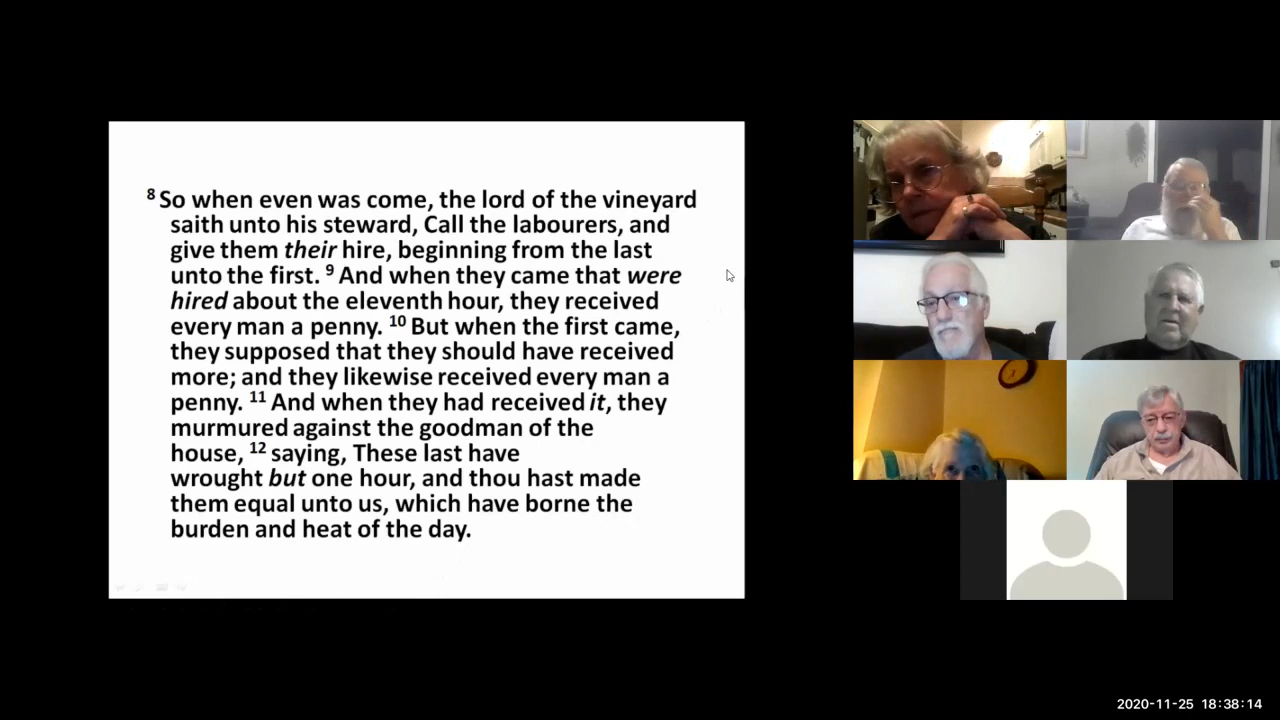 8 So when even was come, the lord of the vineyard
saith unto his steward, Call the labourers, and
give them their hire, beginning from the last
unto the first. 9 And when they came that were
hired about the eleventh hour, they received
every man a penny. 10 But when the first came,
they supposed that they should have received
more; and they likewise received every man a
penny. 11 And when they had received it, they
murmured against the goodman of the
house, 12 saying, These last have
wrought but one hour, and thou hast made
them equal unto us, which have borne the
burden and heat of the day.
2020-11-25 18:38:14